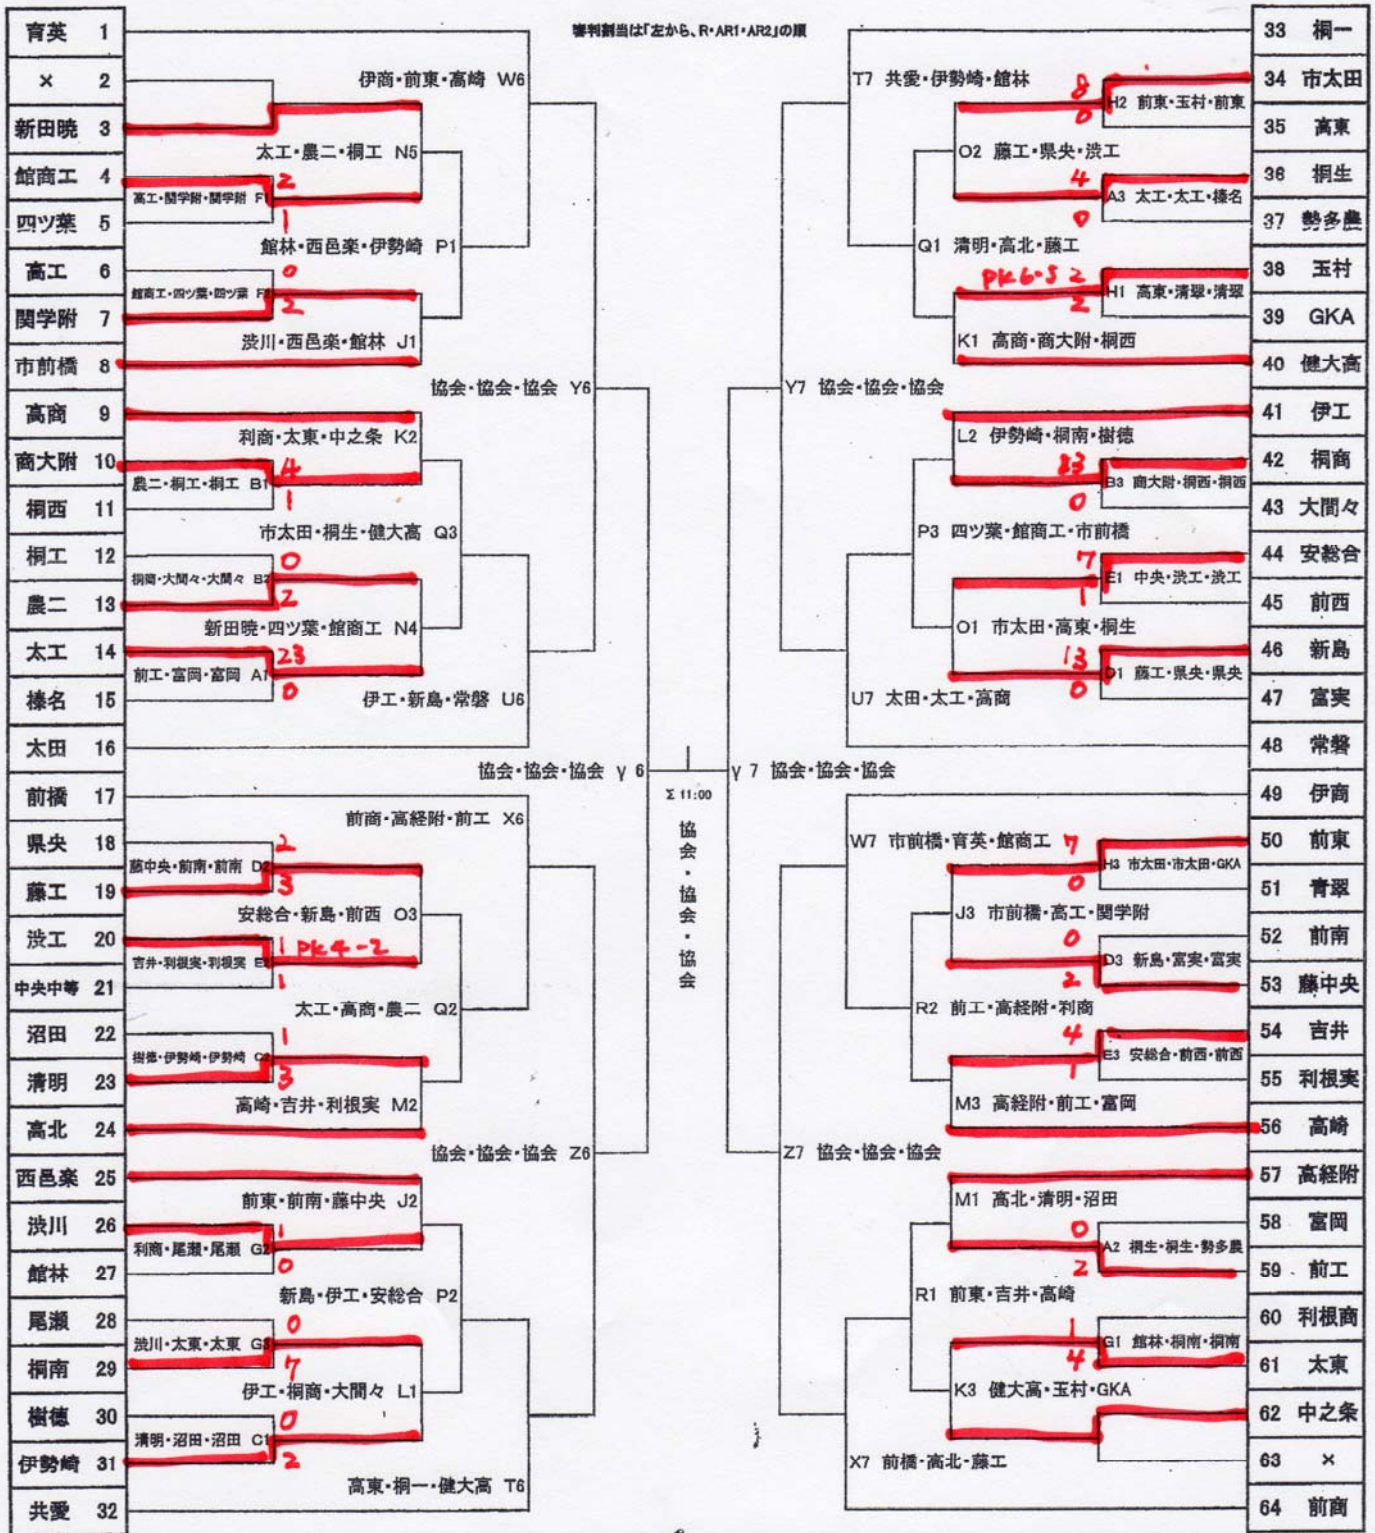 審判割当は「左から、R・AR1・AR2」の順
育英 1
× 2
新田暁 3
館商工 4
四ツ葉 5
高工 6
関学附 7
市前橋 8
高商 9
商大附 10
桐西 11
桐工 12
農二 13
太工 14
榛名 15
太田 16
前橋 17
県央 18
藤工 19
渋工 20
中央中等 21
沼田 22
清明 23
高北 24
西邑楽 25
渋川 26
館林 27
尾瀬 28
桐南 29
樹徳 30
伊勢崎 31
共愛 32
伊商・前東・高崎 W6
太工・農二・桐工 N5
2
高工・関学附・関学附 F1
1
館林・西邑楽・伊勢崎 P1
0
館商工・四ツ葉・四ツ葉 F2
2
渋川・西邑楽・館林 J1
協会・協会・協会 Y6
利商・太東・中之条 K2
4
農二・桐工・桐工 B1
1
市太田・桐生・健大高 Q3
0
桐商・大間々・大間々 B2
2
新田暁・四ツ葉・館商工 N4
23
前工・富岡・富岡 A1
0
伊工・新島・常磐 U6
協会・協会・協会 γ 6
前商・高経附・前工 X6
2
藤中央・前南・前南 D2
3
安総合・新島・前西 O3
1 PK4-2
吉井・利根実・利根実 E2
1
太工・高商・農二 Q2
1
樹徳・伊勢崎・伊勢崎 C2
3
高崎・吉井・利根実 M2
協会・協会・協会 Z6
前東・前南・藤中央 J2
1
利商・尾瀬・尾瀬 G2
0
新島・伊工・安総合 P2
0
渋川・太東・太東 G3
7
伊工・桐商・大間々 L1
0
清明・沼田・沼田 C1
2
高東・桐一・健大高 T6
Σ 11:00
協会・協会・協会
T7 共愛・伊勢崎・館林
8
H2 前東・玉村・前東
0
O2 藤工・県央・渋工
4
A3 太工・太工・榛名
0
Q1 清明・高北・藤工
PK6-5 2
H1 高東・清翠・清翠
2
K1 高商・商大附・桐西
Y7 協会・協会・協会
L2 伊勢崎・桐南・樹徳
B3 商大附・桐西・桐西
0
P3 四ツ葉・館商工・市前橋
7
E1 中央・渋工・渋工
1
O1 市太田・高東・桐生
13
D1 藤工・県央・県央
0
U7 太田・太工・高商
γ 7 協会・協会・協会
W7 市前橋・育英・館商工
7
H3 市太田・市太田・GKA
0
J3 市前橋・高工・関学附
0
D3 新島・富実・富実
2
R2 前工・高経附・利商
4
E3 安総合・前西・前西
1
M3 高経附・前工・富岡
Z7 協会・協会・協会
M1 高北・清明・沼田
0
A2 桐生・桐生・勢多農
2
R1 前東・吉井・高崎
1
G1 館林・桐南・桐南
4
K3 健大高・玉村・GKA
X7 前橋・高北・藤工
33 桐一
34 市太田
35 高東
36 桐生
37 勢多農
38 玉村
39 GKA
40 健大高
41 伊工
42 桐商
43 大間々
44 安総合
45 前西
46 新島
47 富実
48 常磐
49 伊商
50 前東
51 青翠
52 前南
53 藤中央
54 吉井
55 利根実
56 高崎
57 高経附
58 富岡
59 前工
60 利根商
61 太東
62 中之条
63 ×
64 前商